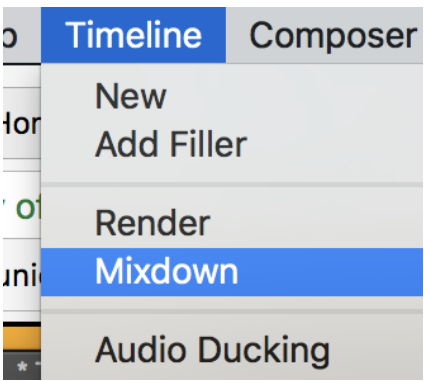 Timeline Composer
New
Add Filler
Render
Mixdown
Audio Ducking